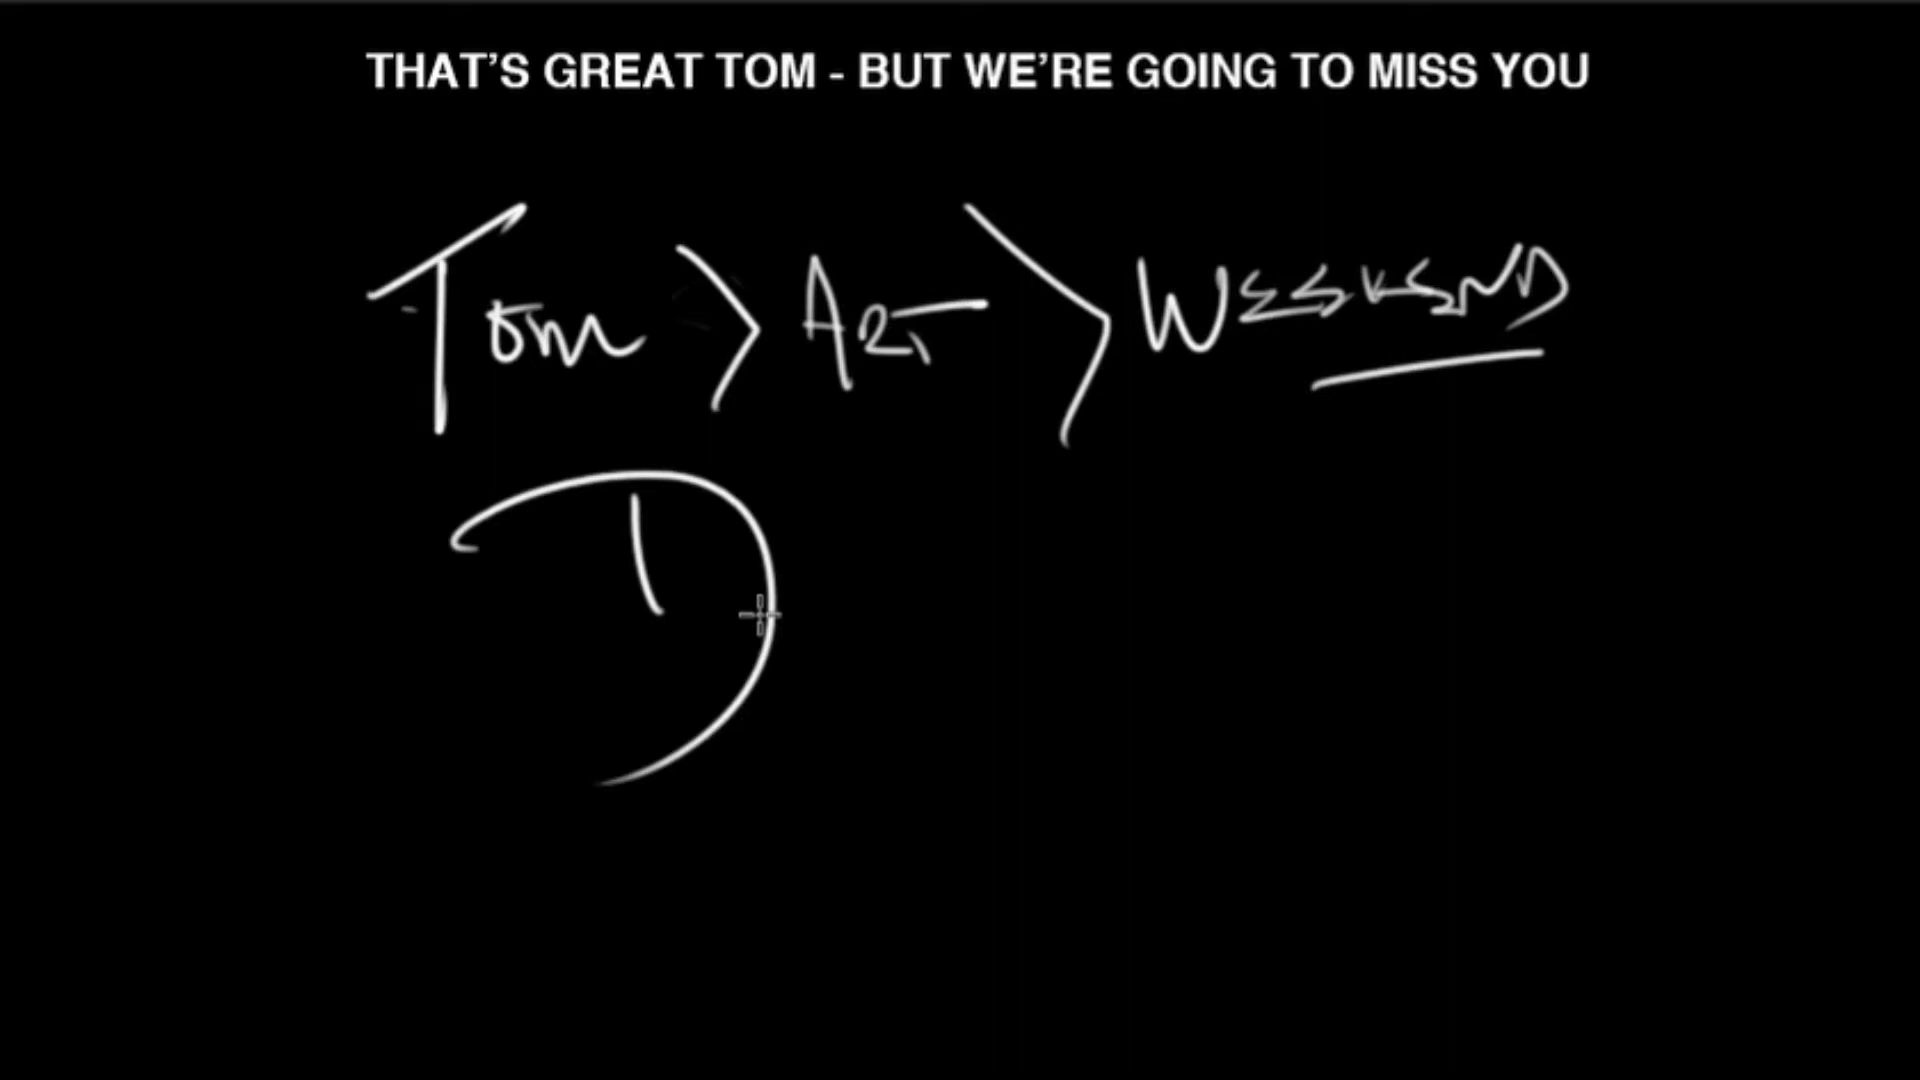 THAT'S GREAT TOM - BUT WE'RE GOING TO MISS YOU
Tom > ART > WEEKEND